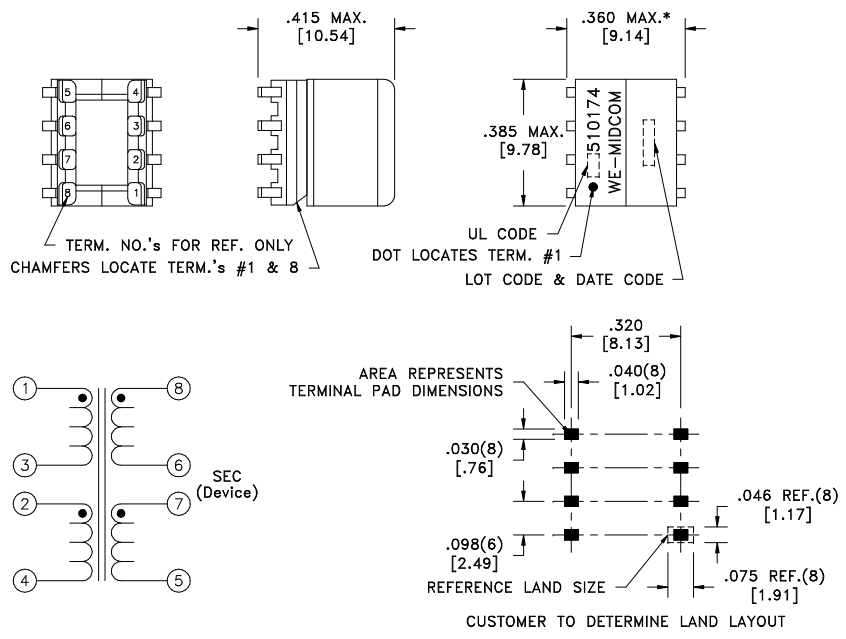 .415 MAX.
[10.54]
.360 MAX.*
[9.14]
5
4
6
3
7
2
8
1
.385 MAX.
[9.78]
510174
WE-MIDCOM
TERM. NO.'s FOR REF. ONLY
CHAMFERS LOCATE TERM.'s #1 & 8
UL CODE
DOT LOCATES TERM. #1
LOT CODE & DATE CODE
1
8
3
6
2
7
4
5
SEC
(Device)
.320
[8.13]
AREA REPRESENTS
TERMINAL PAD DIMENSIONS
.040(8)
[1.02]
.030(8)
[.76]
.098(6)
[2.49]
.046 REF.(8)
[1.17]
REFERENCE LAND SIZE
.075 REF.(8)
[1.91]
CUSTOMER TO DETERMINE LAND LAYOUT